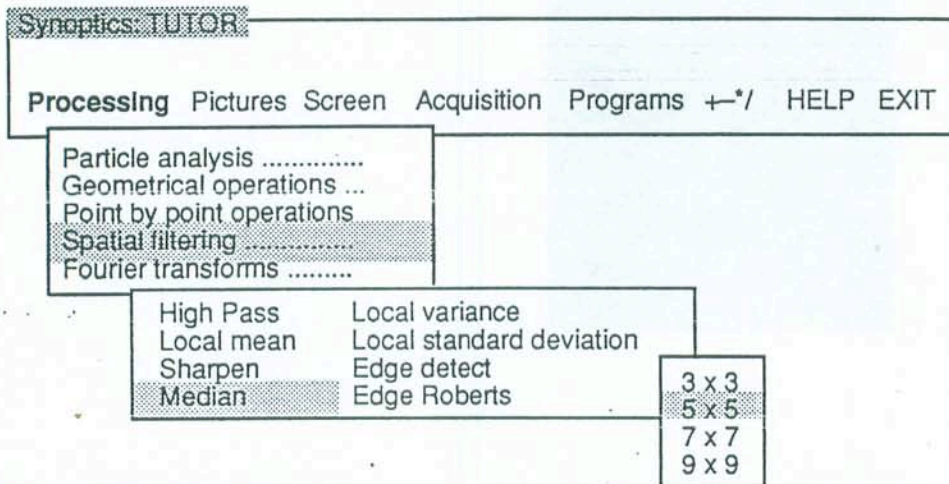 Synoptics: TUTOR
Processing Pictures Screen Acquisition Programs +-*/ HELP EXIT
Particle analysis ..............
Geometrical operations ...
Point by point operations
Spatial filtering ...............
Fourier transforms .........
High Pass Local variance
Local mean Local standard deviation
Sharpen Edge detect
Median Edge Roberts
3 x 3
5 x 5
7 x 7
9 x 9